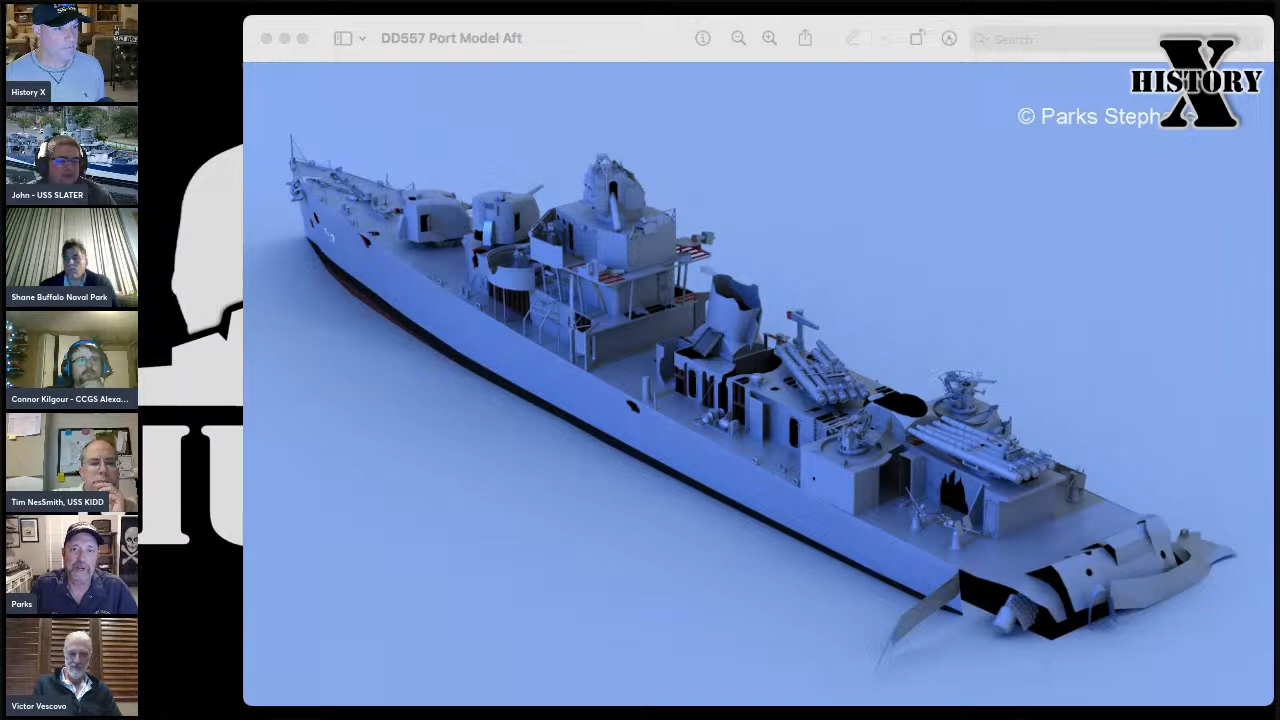 History X
John - USS SLATER
Shane Buffalo Naval Park
Connor Kilgour - CCGS Alexa...
Tim NesSmith, USS KIDD
Parks
Victor Vescovo
DD557 Port Model Aft
Search
© Parks Steph
HISTORY
X